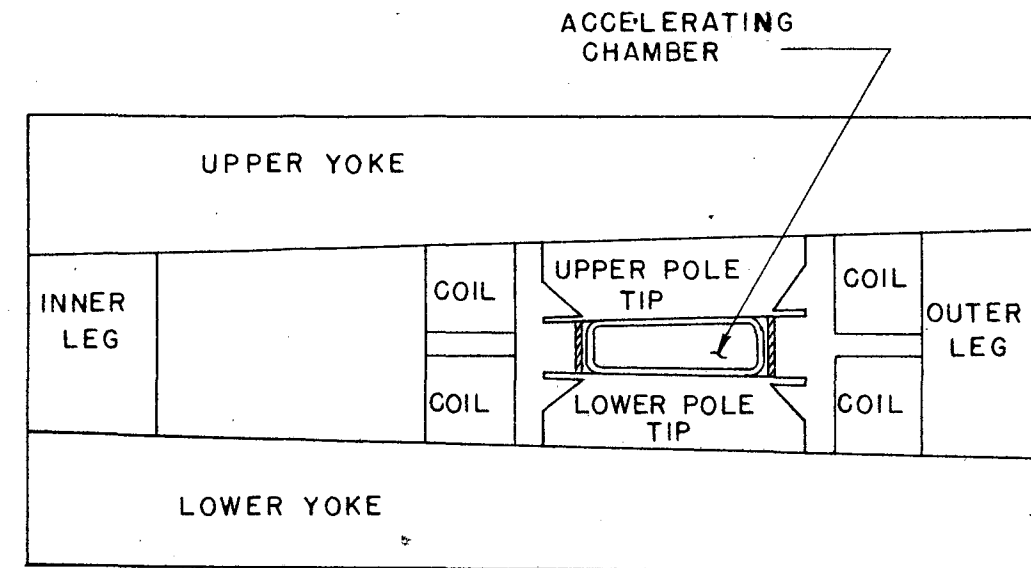 ACCELERATING
CHAMBER
UPPER YOKE
INNER
LEG
COIL
UPPER POLE
TIP
COIL
OUTER
LEG
COIL
LOWER POLE
TIP
COIL
LOWER YOKE